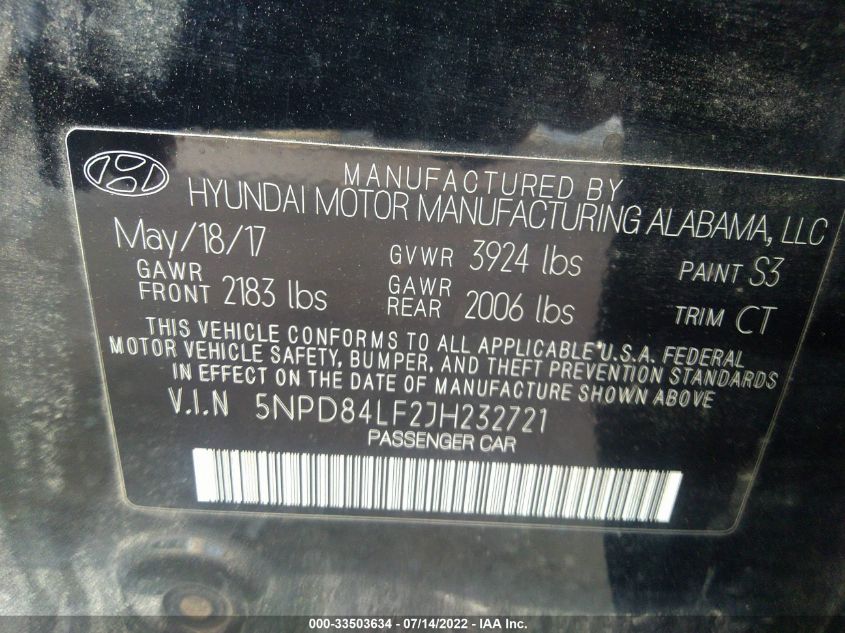 MANUFACTURED BY
HYUNDAI MOTOR MANUFACTURING ALABAMA, LLC
May/18/17 GVWR 3924 lbs PAINT S3
GAWR FRONT 2183 lbs GAWR REAR 2006 lbs TRIM CT
THIS VEHICLE CONFORMS TO ALL APPLICABLE U.S.A. FEDERAL
MOTOR VEHICLE SAFETY, BUMPER, AND THEFT PREVENTION STANDARDS
IN EFFECT ON THE DATE OF MANUFACTURE SHOWN ABOVE
V.I.N 5NPD84LF2JH232721
PASSENGER CAR
000-33503634 - 07/14/2022 - IAA Inc.